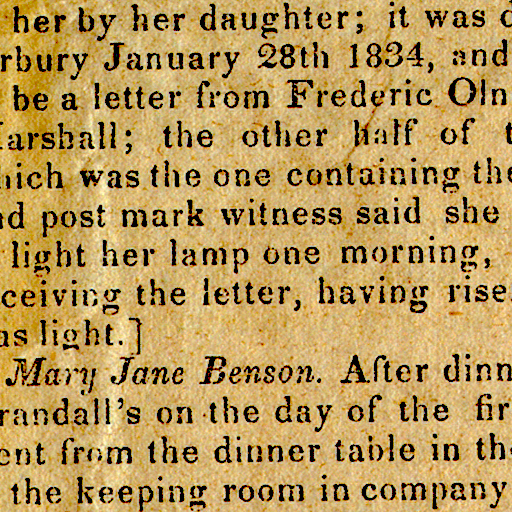 her by her daughter; it was
rbury January 28th 1834, and
be a letter from Frederic Oln
arshall; the other half of t
hich was the one containing the
nd post mark witness said she
light her lamp one morning,
ceiving the letter, having rise
as light.]
Mary Jane Benson. After dinn
randall's on the day of the fir
ent from the dinner table in the
the keeping room in company